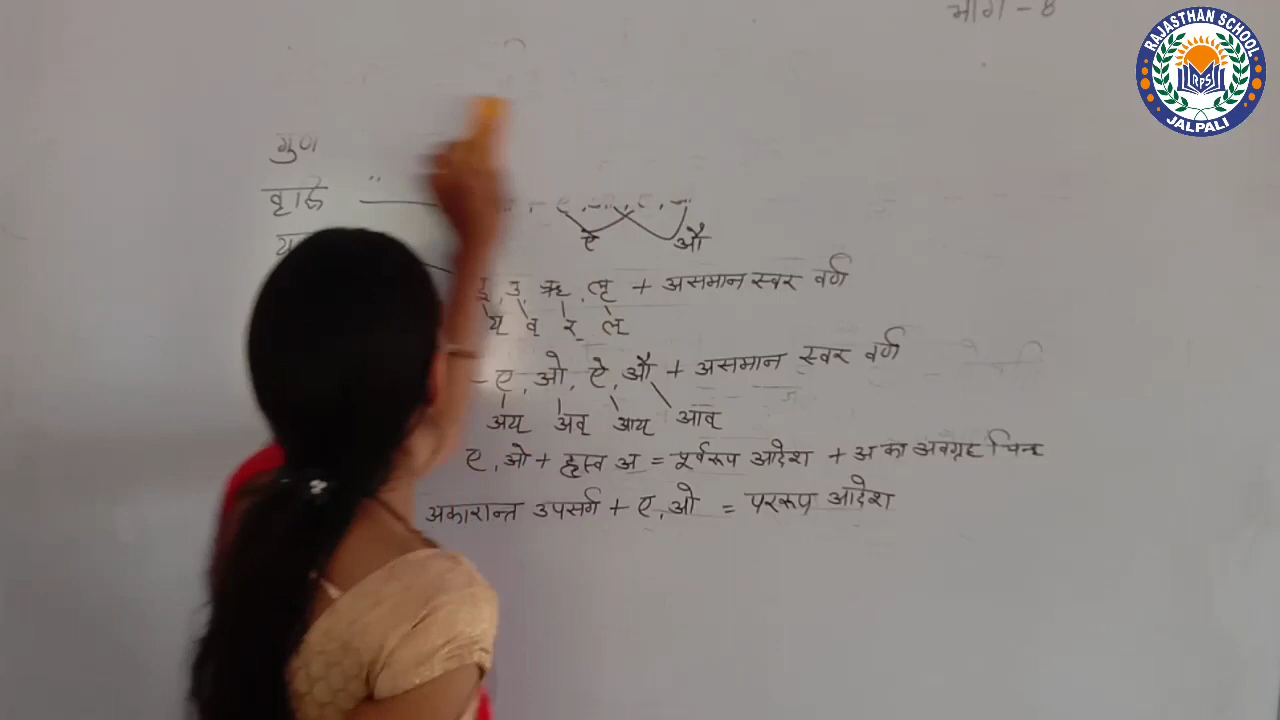 भाग - 8
RAJASTHAN SCHOOL
RPS
JALPALI
गुण
वृद्धि
ऐ औ
इ, उ, ऋ, लृ + असमान स्वर वर्ण
य् व् र् ल्
- ए, ओ, ऐ, औ + असमान स्वर वर्ण
अय् अव् आय् आव्
ए, ओ + ह्रस्व अ = पूर्वरूप आदेश + अ का अवग्रह चिन्ह
अकारान्त उपसर्ग + ए, ओ = पररूप आदेश